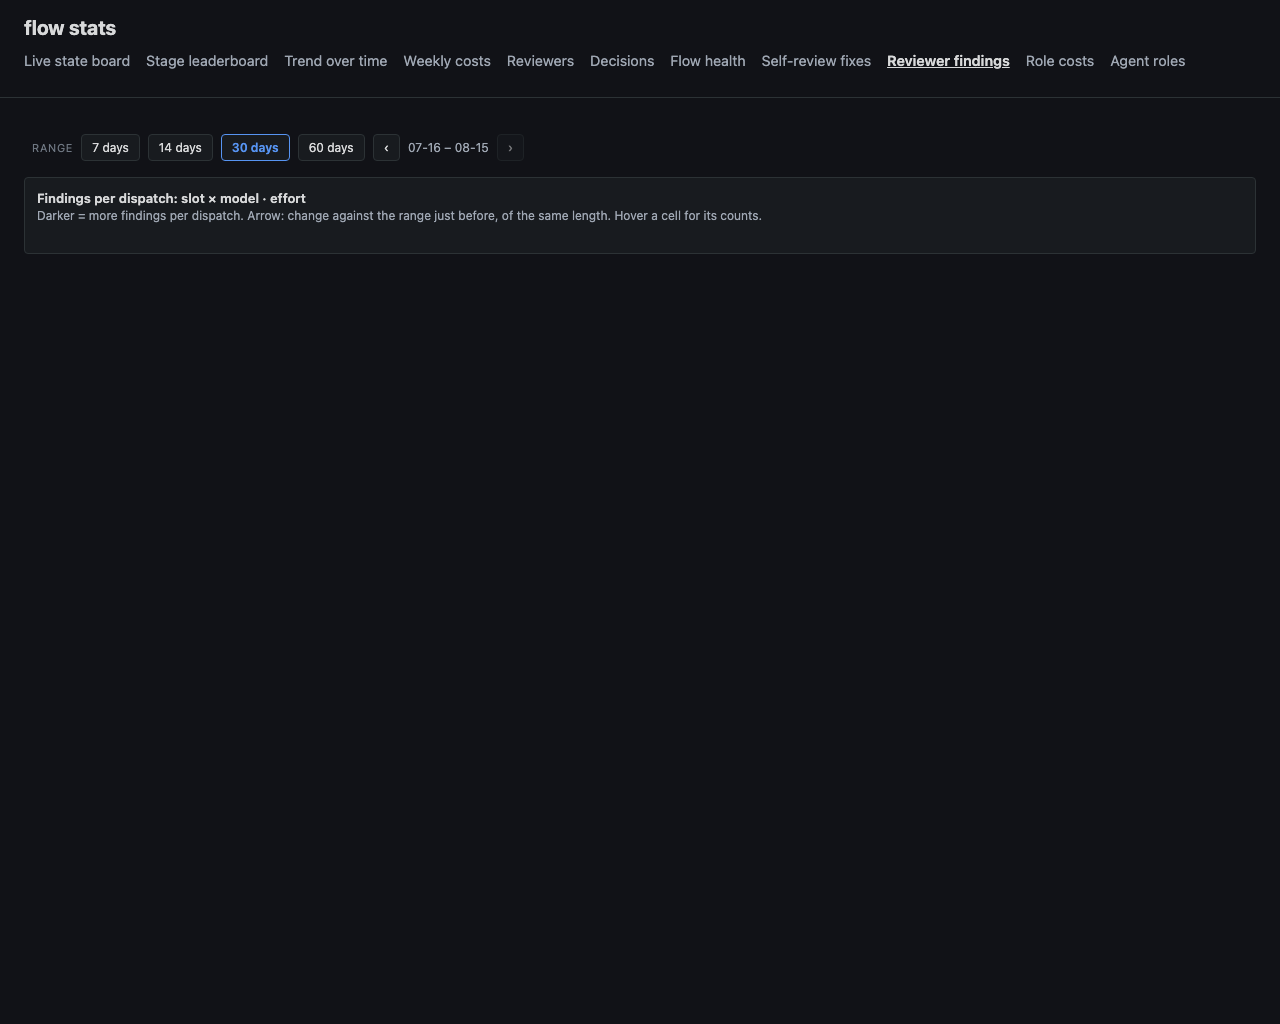 flow stats
Live state board Stage leaderboard Trend over time Weekly costs Reviewers Decisions Flow health Self-review fixes Reviewer findings Role costs Agent roles
RANGE 7 days 14 days 30 days 60 days ‹ 07-16 – 08-15 ›
Findings per dispatch: slot × model · effort
Darker = more findings per dispatch. Arrow: change against the range just before, of the same length. Hover a cell for its counts.